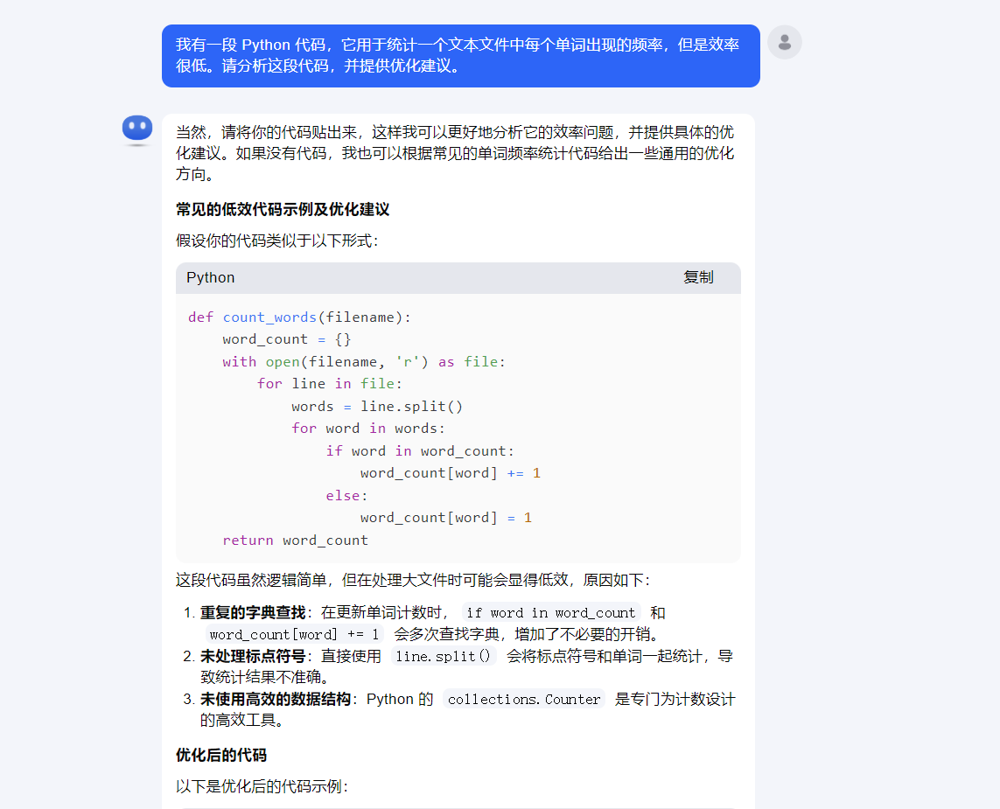 我有一段 Python 代码，它用于统计一个文本文件中每个单词出现的频率，但是效率
很低。请分析这段代码，并提供优化建议。
当然，请将你的代码贴出来，这样我可以更好地分析它的效率问题，并提供具体的优
化建议。如果没有代码，我也可以根据常见的单词频率统计代码给出一些通用的优化
方向。
常见的低效代码示例及优化建议
假设你的代码类似于以下形式：
Python 复制
def count_words(filename):
    word_count = {}
    with open(filename, 'r') as file:
        for line in file:
            words = line.split()
            for word in words:
                if word in word_count:
                    word_count[word] += 1
                else:
                    word_count[word] = 1
    return word_count
这段代码虽然逻辑简单，但在处理大文件时可能会显得低效，原因如下：
1. 重复的字典查找：在更新单词计数时， if word in word_count 和
word_count[word] += 1 会多次查找字典，增加了不必要的开销。
2. 未处理标点符号：直接使用 line.split() 会将标点符号和单词一起统计，导
致统计结果不准确。
3. 未使用高效的数据结构：Python 的 collections.Counter 是专门为计数设计
的高效工具。
优化后的代码
以下是优化后的代码示例：